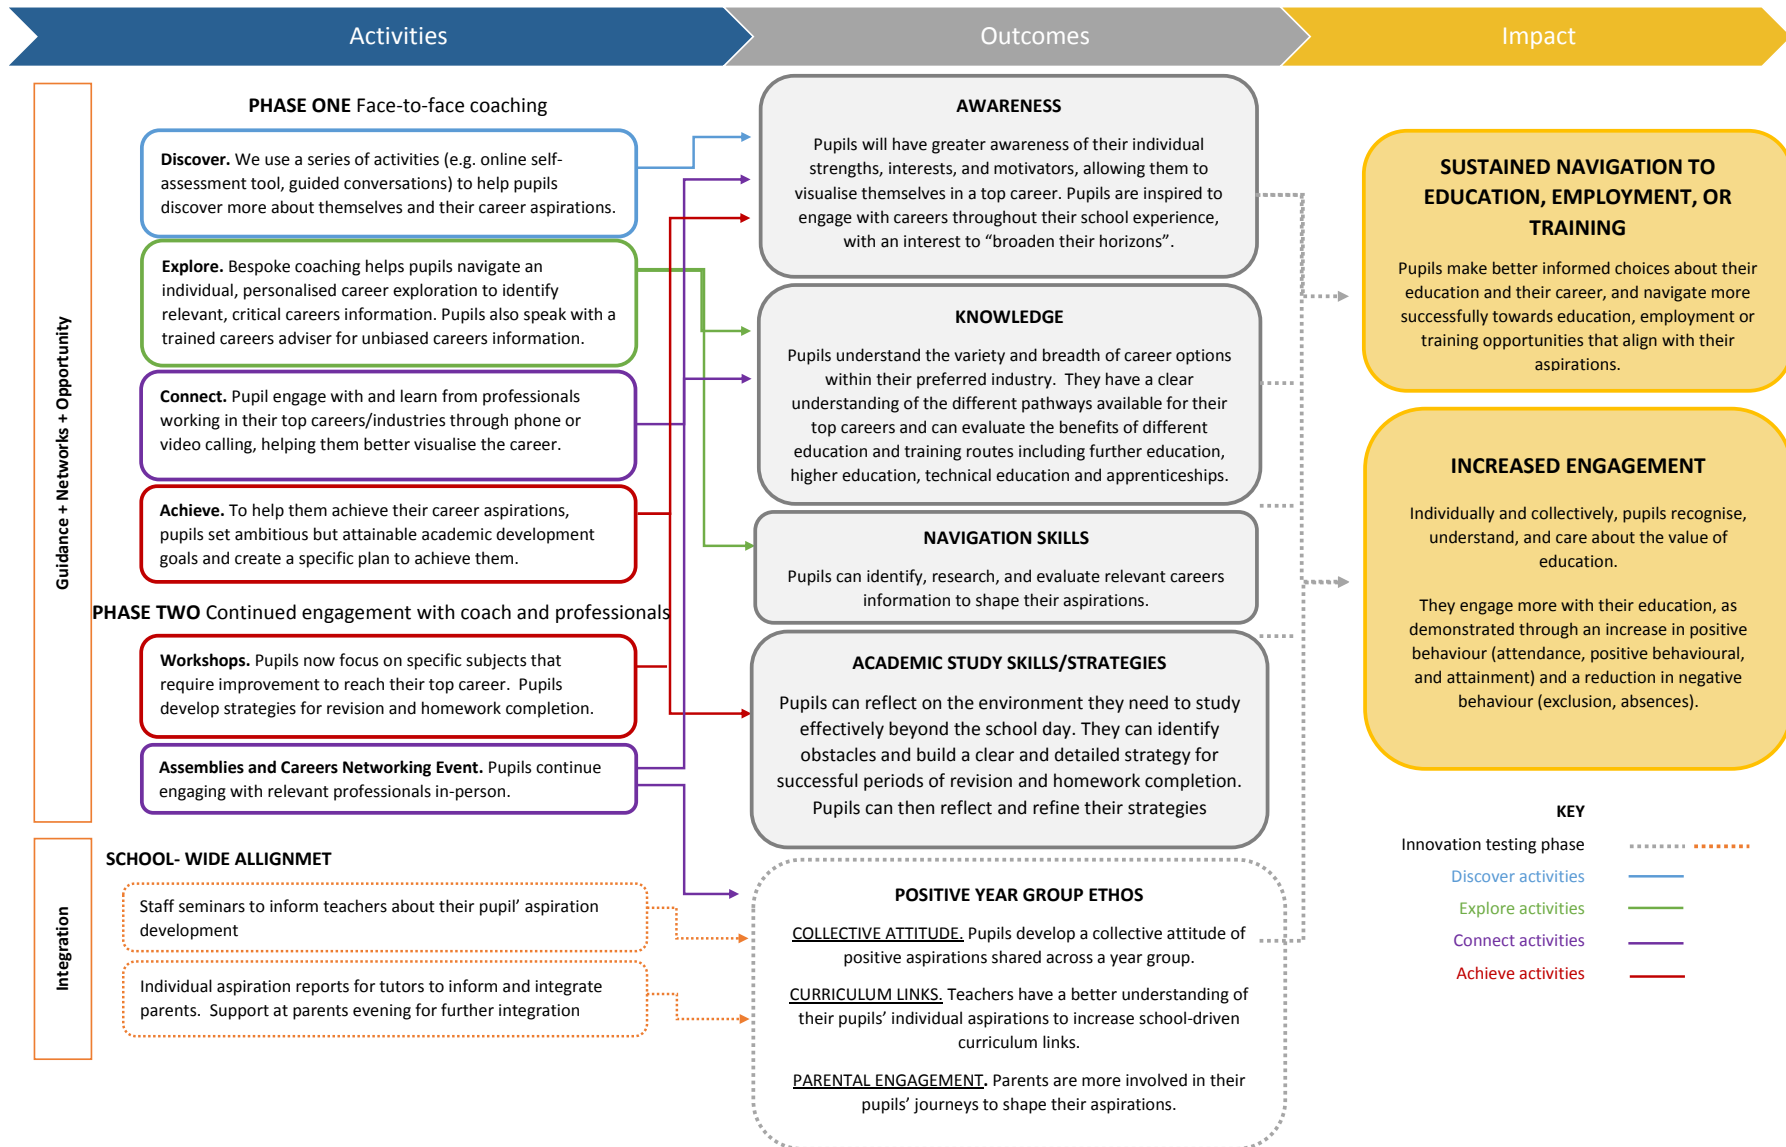 Activities
Outcomes
Impact
Guidance + Networks + Opportunity
PHASE ONE Face-to-face coaching
Discover. We use a series of activities (e.g. online self-
assessment tool, guided conversations) to help pupils
discover more about themselves and their career aspirations.
Explore. Bespoke coaching helps pupils navigate an
individual, personalised career exploration to identify
relevant, critical careers information. Pupils also speak with a
trained careers adviser for unbiased careers information.
Connect. Pupil engage with and learn from professionals
working in their top careers/industries through phone or
video calling, helping them better visualise the career.
Achieve. To help them achieve their career aspirations,
pupils set ambitious but attainable academic development
goals and create a specific plan to achieve them.
PHASE TWO Continued engagement with coach and professionals
Workshops. Pupils now focus on specific subjects that
require improvement to reach their top career. Pupils
develop strategies for revision and homework completion.
Assemblies and Careers Networking Event. Pupils continue
engaging with relevant professionals in-person.
Integration
SCHOOL- WIDE ALLIGNMET
Staff seminars to inform teachers about their pupil’ aspiration
development
Individual aspiration reports for tutors to inform and integrate
parents. Support at parents evening for further integration
AWARENESS
Pupils will have greater awareness of their individual
strengths, interests, and motivators, allowing them to
visualise themselves in a top career. Pupils are inspired to
engage with careers throughout their school experience,
with an interest to “broaden their horizons”.
KNOWLEDGE
Pupils understand the variety and breadth of career options
within their preferred industry. They have a clear
understanding of the different pathways available for their
top careers and can evaluate the benefits of different
education and training routes including further education,
higher education, technical education and apprenticeships.
NAVIGATION SKILLS
Pupils can identify, research, and evaluate relevant careers
information to shape their aspirations.
ACADEMIC STUDY SKILLS/STRATEGIES
Pupils can reflect on the environment they need to study
effectively beyond the school day. They can identify
obstacles and build a clear and detailed strategy for
successful periods of revision and homework completion.
Pupils can then reflect and refine their strategies
POSITIVE YEAR GROUP ETHOS
COLLECTIVE ATTITUDE. Pupils develop a collective attitude of
positive aspirations shared across a year group.
CURRICULUM LINKS. Teachers have a better understanding of
their pupils’ individual aspirations to increase school-driven
curriculum links.
PARENTAL ENGAGEMENT. Parents are more involved in their
pupils’ journeys to shape their aspirations.
SUSTAINED NAVIGATION TO
EDUCATION, EMPLOYMENT, OR
TRAINING
Pupils make better informed choices about their
education and their career, and navigate more
successfully towards education, employment or
training opportunities that align with their
aspirations.
INCREASED ENGAGEMENT
Individually and collectively, pupils recognise,
understand, and care about the value of
education.
They engage more with their education, as
demonstrated through an increase in positive
behaviour (attendance, positive behavioural,
and attainment) and a reduction in negative
behaviour (exclusion, absences).
KEY
Innovation testing phase
Discover activities
Explore activities
Connect activities
Achieve activities